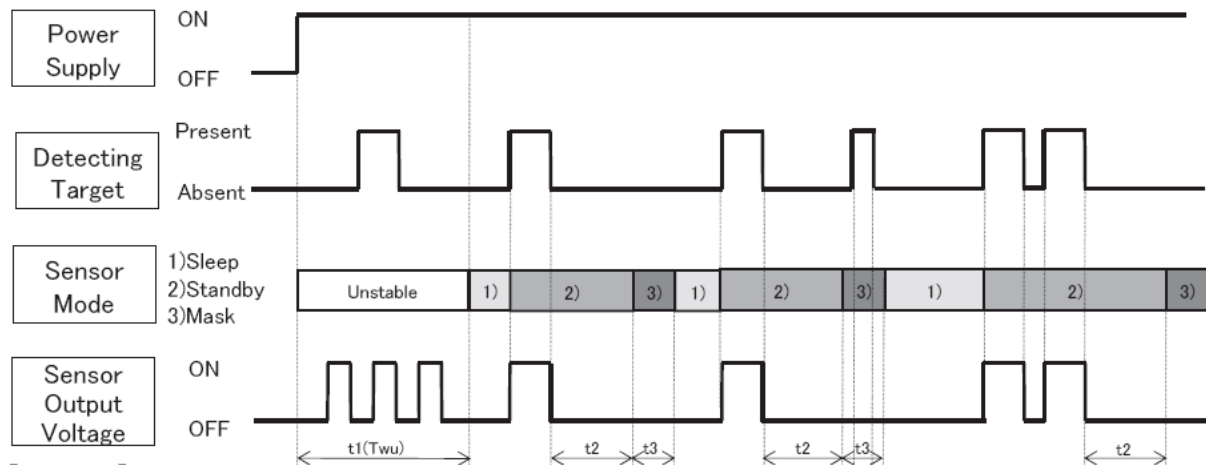 Power
Supply
ON
OFF
Detecting
Target
Present
Absent
Sensor
Mode
1)Sleep
2)Standby
3)Mask
Unstable
1)
2)
3)
1)
2)
3)
1)
2)
3)
Sensor
Output
Voltage
ON
OFF
t1(Twu)
t2
t3
t2
t3
t2